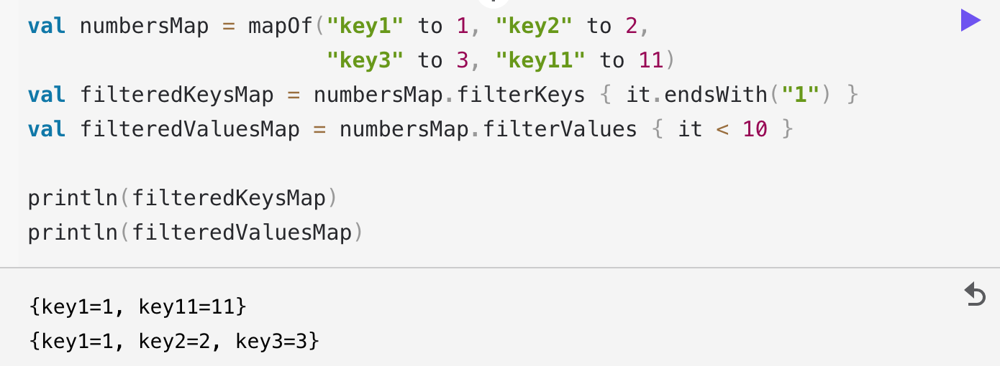 val numbersMap = mapOf("key1" to 1, "key2" to 2,
                       "key3" to 3, "key11" to 11)
val filteredKeysMap = numbersMap.filterKeys { it.endsWith("1") }
val filteredValuesMap = numbersMap.filterValues { it < 10 }

println(filteredKeysMap)
println(filteredValuesMap)
{key1=1, key11=11}
{key1=1, key2=2, key3=3}